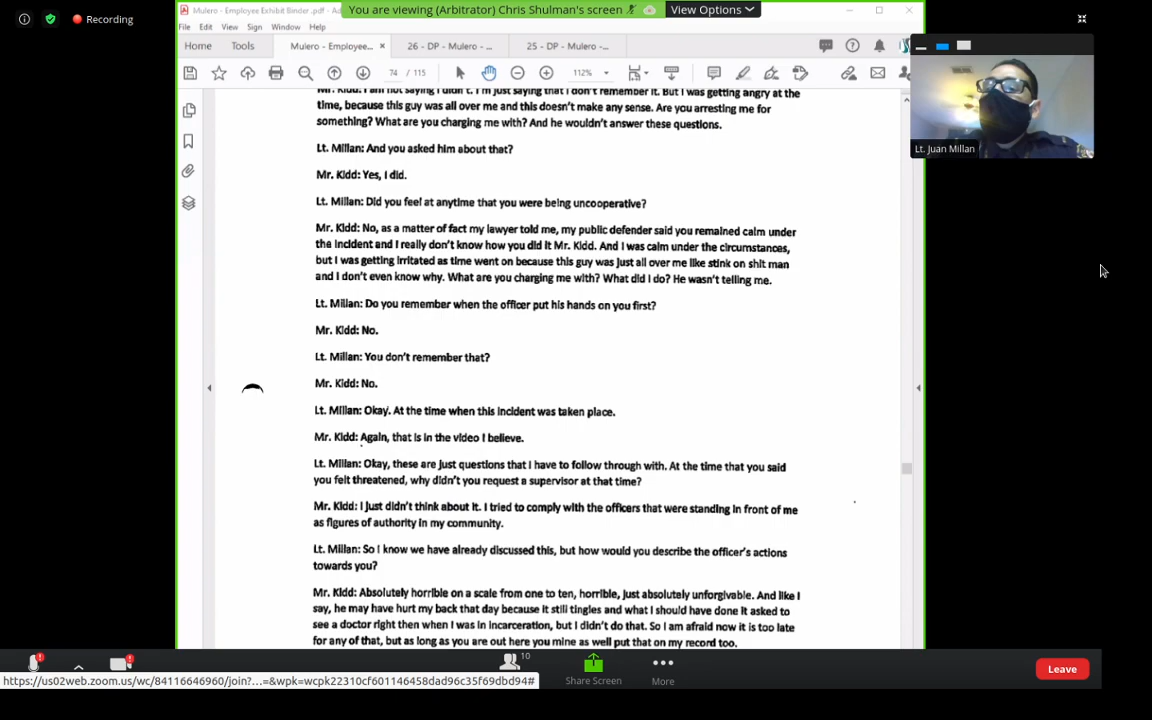 Recording
Mulero - Employee Exhibit Binder .pdf
You are viewing (Arbitrator) Chris Shulman's screen
View Options
File Edit View Sign Window Help
Home Tools Mulero - Employee... × 26 - DP - Mulero - ... 25 - DP - Mulero -...
74 / 115 112%
Mr. Kidd: I am not saying I didn't. I'm just saying that I don't remember it. But I was getting angry at the
time, because this guy was all over me and this doesn't make any sense. Are you arresting me for
something? What are you charging me with? And he wouldn't answer these questions.
Lt. Millan: And you asked him about that?
Mr. Kidd: Yes, I did.
Lt. Millan: Did you feel at anytime that you were being uncooperative?
Mr. Kidd: No, as a matter of fact my lawyer told me, my public defender said you remained calm under
the incident and I really don't know how you did it Mr. Kidd. And I was calm under the circumstances,
but I was getting irritated as time went on because this guy was just all over me like stink on shit man
and I don't even know why. What are you charging me with? What did I do? He wasn't telling me.
Lt. Millan: Do you remember when the officer put his hands on you first?
Mr. Kidd: No.
Lt. Millan: You don't remember that?
Mr. Kidd: No.
Lt. Millan: Okay. At the time when this incident was taken place.
Mr. Kidd: Again, that is in the video I believe.
Lt. Millan: Okay, these are just questions that I have to follow through with. At the time that you said
you felt threatened, why didn't you request a supervisor at that time?
Mr. Kidd: I just didn't think about it. I tried to comply with the officers that were standing in front of me
as figures of authority in my community.
Lt. Millan: So I know we have already discussed this, but how would you describe the officer's actions
towards you?
Mr. Kidd: Absolutely horrible on a scale from one to ten, horrible, just absolutely unforgivable. And like I
say, he may have hurt my back that day because it still tingles and what I should have done it asked to
see a doctor right then when I was in incarceration, but I didn't do that. So I am afraid now it is too late
for any of that, but as long as you are out here you mine as well put that on my record too.
Lt. Juan Millan
10
Share Screen
More
Leave
https://us02web.zoom.us/wc/84116646960/join?...=&wpk=wcpk22310cf601146458dad96c35f69dbd94#